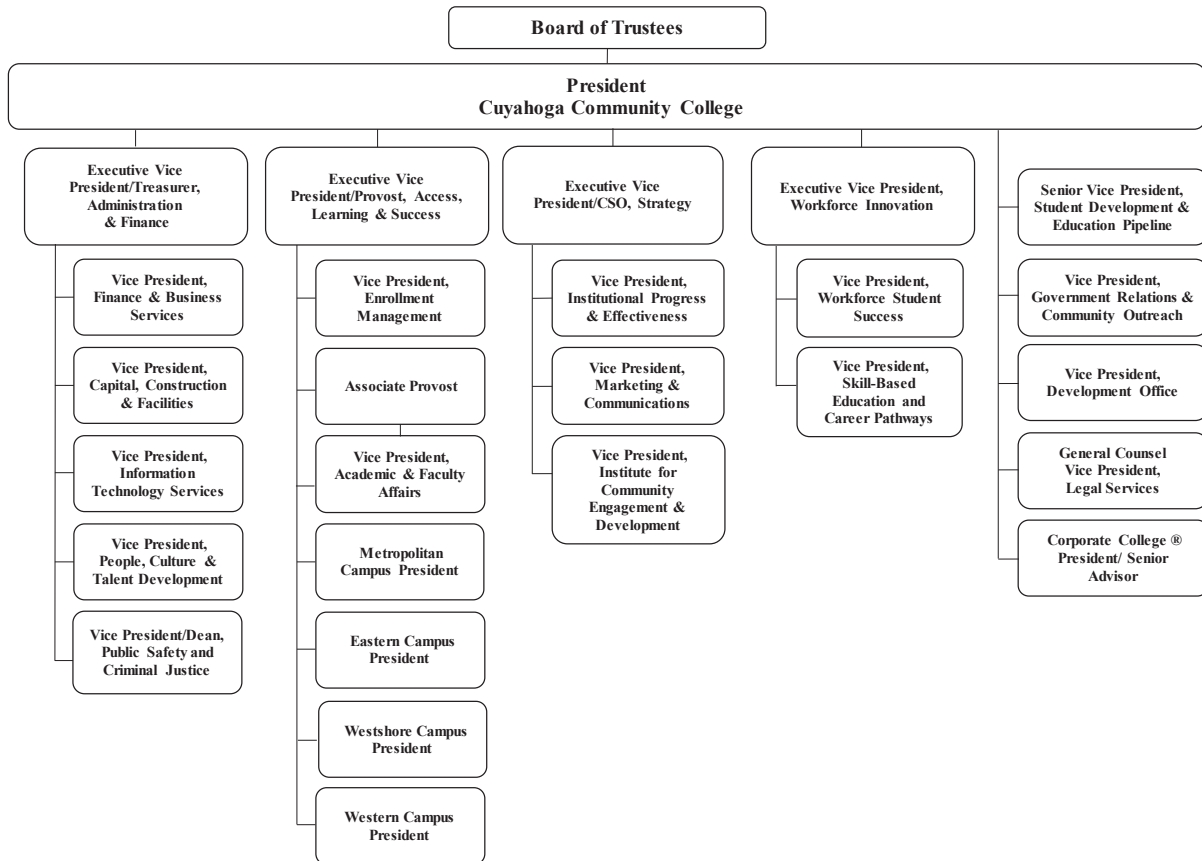 Board of Trustees
President
Cuyahoga Community College
Executive Vice
President/Treasurer,
Administration
& Finance
Vice President,
Finance & Business
Services
Vice President,
Capital, Construction
& Facilities
Vice President,
Information
Technology Services
Vice President,
People, Culture &
Talent Development
Vice President/Dean,
Public Safety and
Criminal Justice
Executive Vice
President/Provost, Access,
Learning & Success
Vice President,
Enrollment
Management
Associate Provost
Vice President,
Academic & Faculty
Affairs
Metropolitan
Campus President
Eastern Campus
President
Westshore Campus
President
Western Campus
President
Executive Vice
President/CSO, Strategy
Vice President,
Institutional Progress
& Effectiveness
Vice President,
Marketing &
Communications
Vice President,
Institute for
Community
Engagement &
Development
Executive Vice President,
Workforce Innovation
Vice President,
Workforce Student
Success
Vice President,
Skill-Based
Education and
Career Pathways
Senior Vice President,
Student Development &
Education Pipeline
Vice President,
Government Relations &
Community Outreach
Vice President,
Development Office
General Counsel
Vice President,
Legal Services
Corporate College ®
President/ Senior
Advisor